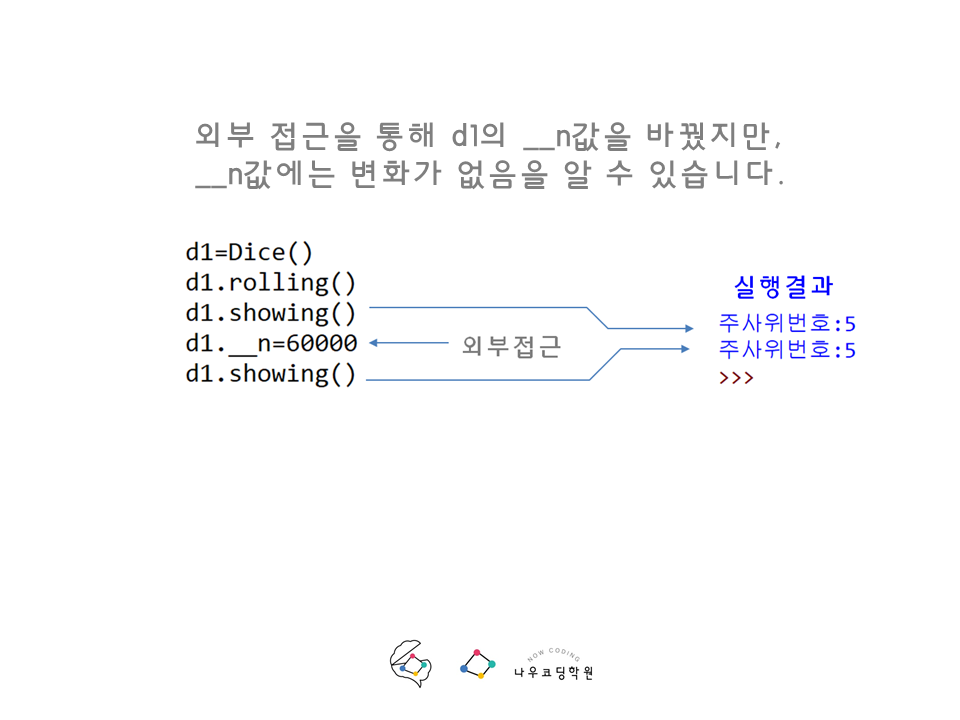 외부 접근을 통해 d1의 __n값을 바꿨지만,
__n값에는 변화가 없음을 알 수 있습니다.
d1=Dice()
d1.rolling()
d1.showing()
d1.__n=60000
d1.showing()
외부접근
실행결과
주사위번호:5
주사위번호:5
>>>
NOW CODING
나우코딩학원